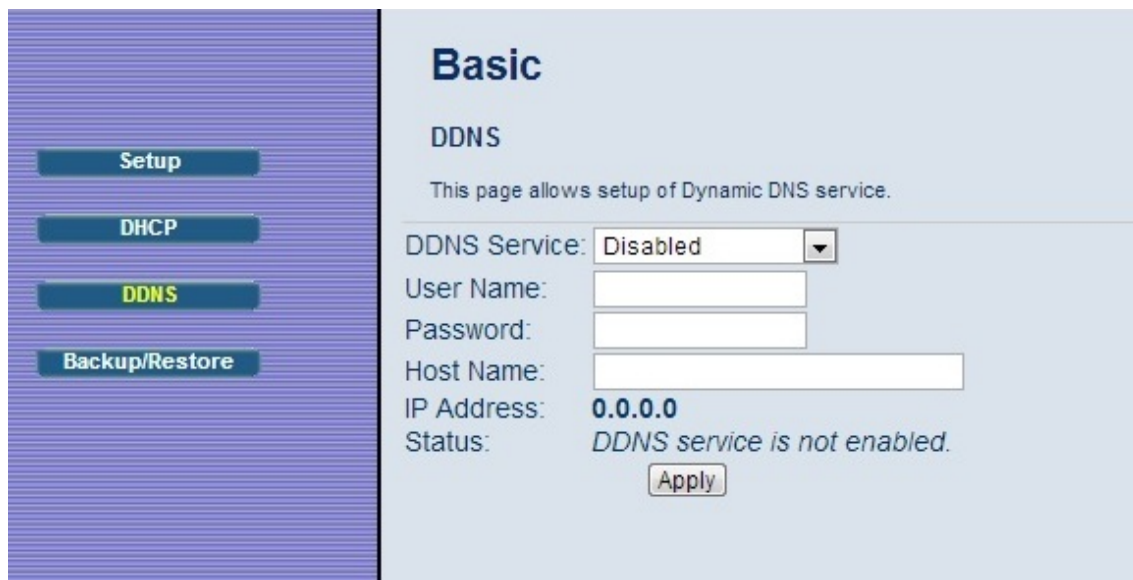 Setup
DHCP
DDNS
Backup/Restore
Basic
DDNS
This page allows setup of Dynamic DNS service.
DDNS Service: Disabled
User Name:
Password:
Host Name:
IP Address: 0.0.0.0
Status: DDNS service is not enabled.
Apply